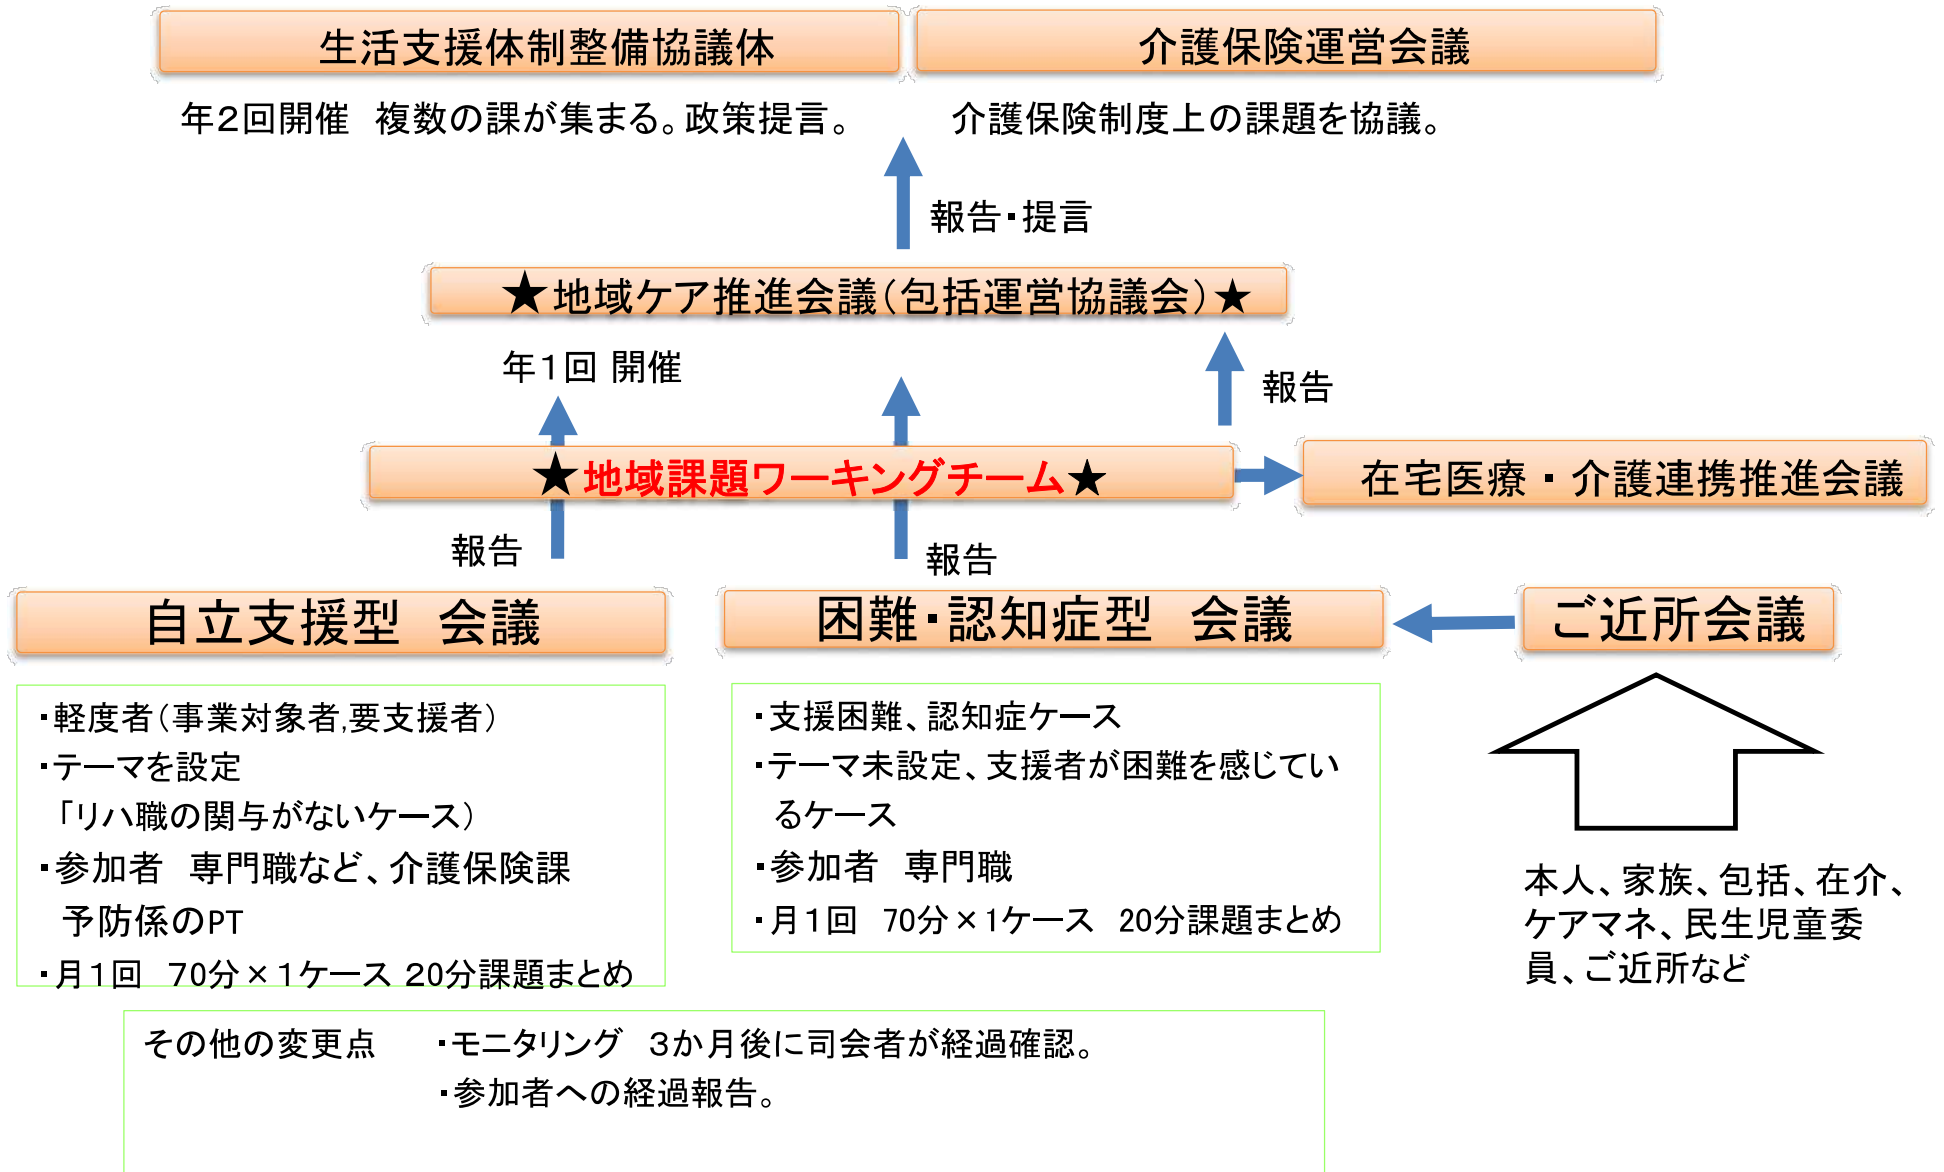 生活支援体制整備協議体
介護保険運営会議
年２回開催　複数の課が集まる。政策提言。
介護保険制度上の課題を協議。
報告・提言
★地域ケア推進会議（包括運営協議会）★
年１回 開催
報告
★地域課題ワーキングチーム★
在宅医療・介護連携推進会議
報告
報告
自立支援型　会議
困難・認知症型　会議
ご近所会議
・軽度者（事業対象者,要支援者）
・テーマを設定
「リハ職の関与がないケース）
・参加者　専門職など、介護保険課
予防係のPT
・月１回　70分×１ケース 20分課題まとめ
・支援困難、認知症ケース
・テーマ未設定、支援者が困難を感じてい
るケース
・参加者　専門職
・月１回　70分×1ケース　20分課題まとめ
本人、家族、包括、在介、
ケアマネ、民生児童委
員、ご近所など
その他の変更点　　・モニタリング　３か月後に司会者が経過確認。
・参加者への経過報告。